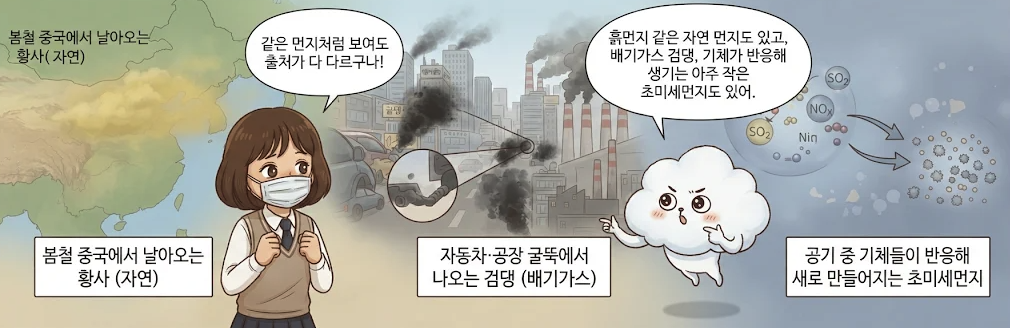 봄철 중국에서 날아오는
황사( 자연)
같은 먼지처럼 보여도
출처가 다 다르구나!
흙먼지 같은 자연 먼지도 있고,
배기가스 검댕, 기체가 반응해
생기는 아주 작은
초미세먼지도 있어.
SO₂
NOₓ
SO₂
Nin
봄철 중국에서 날아오는
황사 (자연)
자동차·공장 굴뚝에서
나오는 검댕 (배기가스)
공기 중 기체들이 반응해
새로 만들어지는 초미세먼지